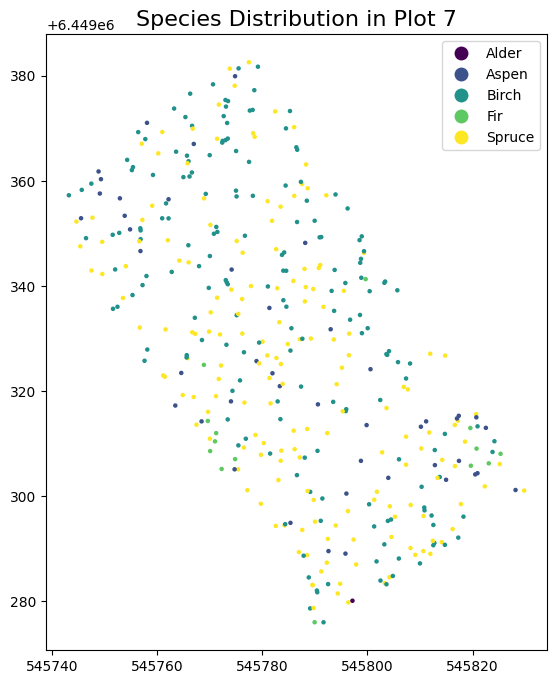 Species Distribution in Plot 7
+6.449e6
Alder
Aspen
Birch
Fir
Spruce
380
360
340
320
300
280
545740 545760 545780 545800 545820